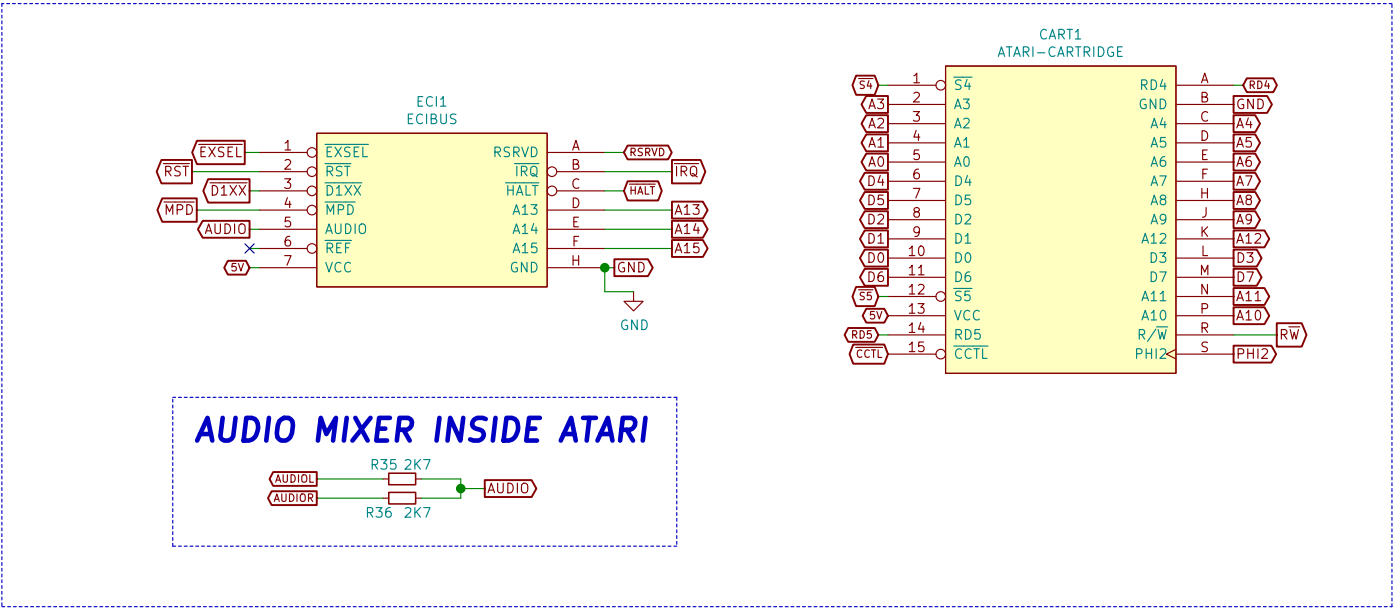 CART1
ATARI-CARTRIDGE
S4 1 S4 RD4 A RD4
A3 2 A3 GND B GND
A2 3 A2 A4 C A4
A1 4 A1 A5 D A5
A0 5 A0 A6 E A6
D4 6 D4 A7 F A7
D5 7 D5 A8 H A8
D2 8 D2 A9 J A9
D1 9 D1 A12 K A12
D0 10 D0 D3 L D3
D6 11 D6 D7 M D7
S5 12 S5 A11 N A11
5V 13 VCC A10 P A10
RD5 14 RD5 R/W R RW
CCTL 15 CCTL PHI2 S PHI2
ECI1
ECIBUS
EXSEL 1 EXSEL RSRVD A RSRVD
RST 2 RST IRQ B IRQ
D1XX 3 D1XX HALT C HALT
MPD 4 MPD A13 D A13
AUDIO 5 AUDIO A14 E A14
6 REF A15 F A15
5V 7 VCC GND H GND
GND
AUDIO MIXER INSIDE ATARI
R35 2K7
AUDIOL
AUDIO
AUDIOR
R36 2K7